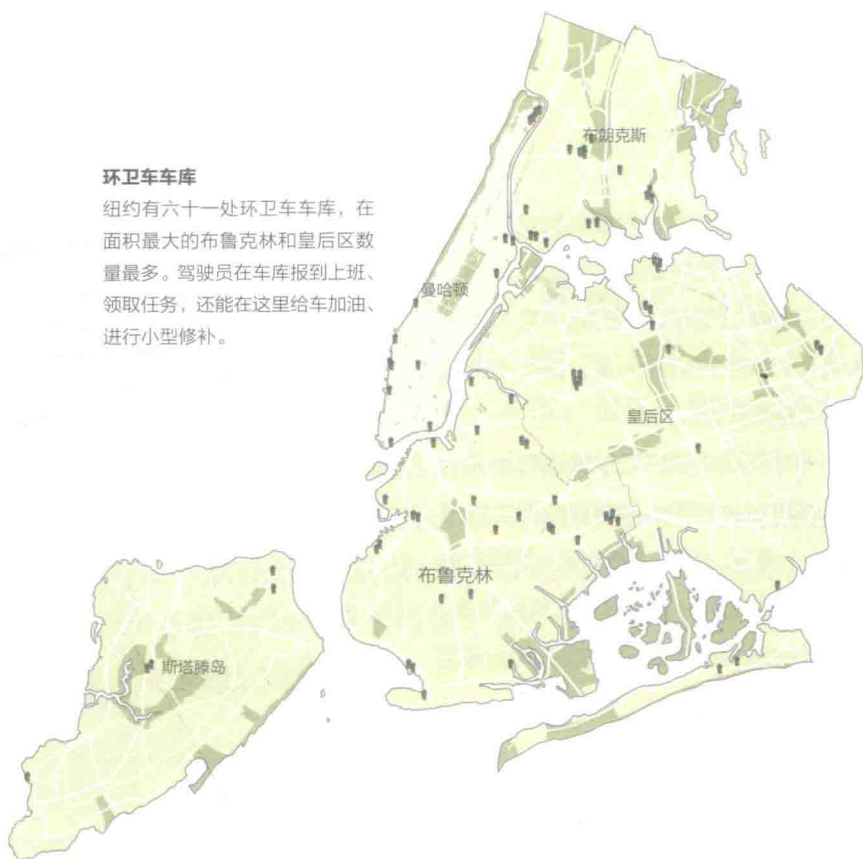 环卫车车库
纽约有六十一处环卫车车库，在
面积最大的布鲁克林和皇后区数
量最多。驾驶员在车库报到上班、
领取任务，还能在这里给车加油、
进行小型修补。
布朗克斯
曼哈顿
皇后区
布鲁克林
斯塔滕岛